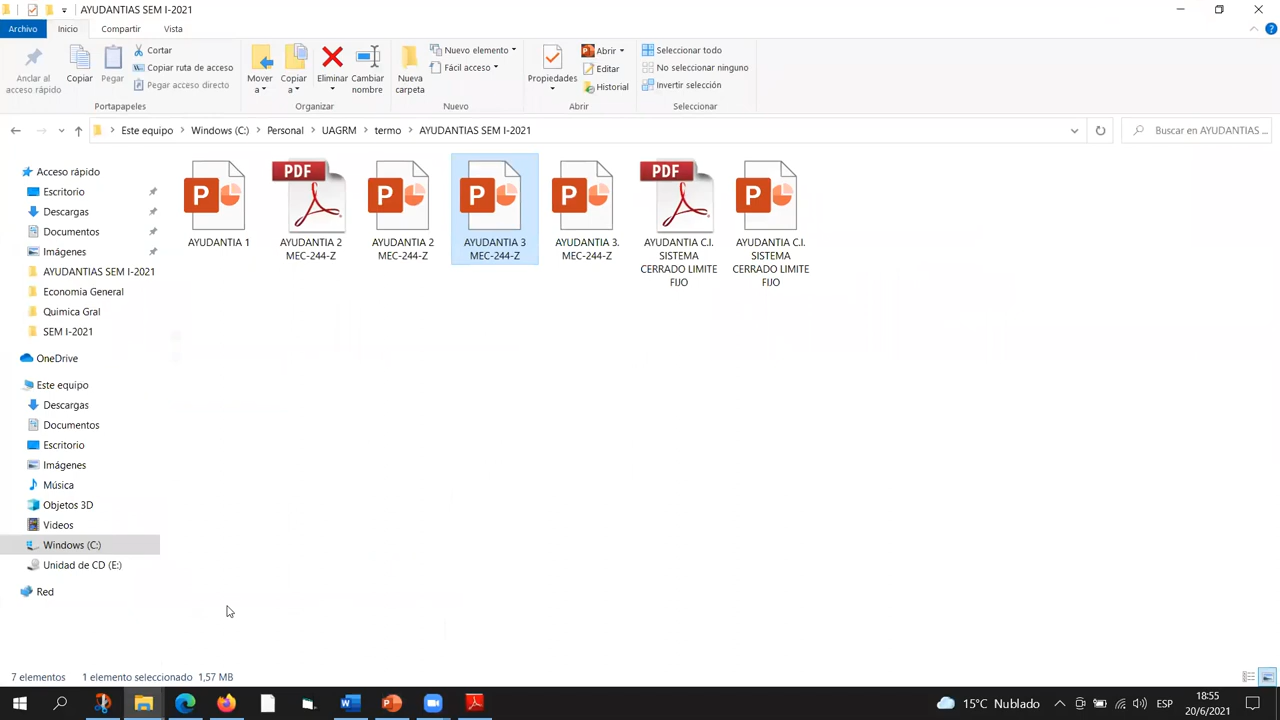 AYUDANTIAS SEM I-2021
Archivo Inicio Compartir Vista
Anclar al acceso rápido
Copiar
Pegar
Cortar
Copiar ruta de acceso
Pegar acceso directo
Portapapeles
Mover a
Copiar a
Eliminar
Cambiar nombre
Organizar
Nueva carpeta
Nuevo elemento
Fácil acceso
Nuevo
Propiedades
Abrir
Editar
Historial
Abrir
Seleccionar todo
No seleccionar ninguno
Invertir selección
Seleccionar
Este equipo > Windows (C:) > Personal > UAGRM > termo > AYUDANTIAS SEM I-2021
Buscar en AYUDANTIAS ...
Acceso rápido
Escritorio
Descargas
Documentos
Imágenes
AYUDANTIAS SEM I-2021
Economia General
Quimica Gral
SEM I-2021
OneDrive
Este equipo
Descargas
Documentos
Escritorio
Imágenes
Música
Objetos 3D
Videos
Windows (C:)
Unidad de CD (E:)
Red
P
AYUDANTIA 1
PDF
AYUDANTIA 2
MEC-244-Z
P
AYUDANTIA 2
MEC-244-Z
P
AYUDANTIA 3
MEC-244-Z
P
AYUDANTIA 3.
MEC-244-Z
PDF
AYUDANTIA C.I.
SISTEMA
CERRADO LIMITE
FIJO
P
AYUDANTIA C.I.
SISTEMA
CERRADO LIMITE
FIJO
7 elementos 1 elemento seleccionado 1,57 MB
15°C Nublado
ESP
18:55
20/6/2021